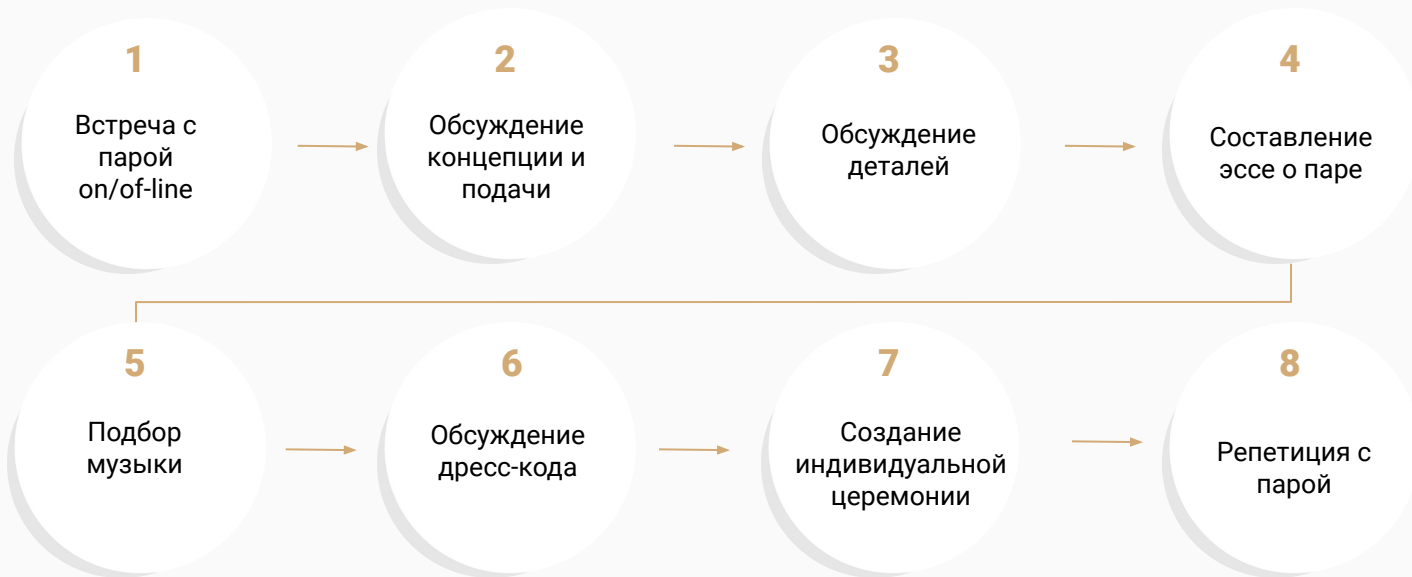 1
Встреча с
парой
on/of-line
2
Обсуждение
концепции и
подачи
3
Обсуждение
деталей
4
Составление
эссе о паре
5
Подбор
музыки
6
Обсуждение
дресс-кода
7
Создание
индивидуальной
церемонии
8
Репетиция с
парой